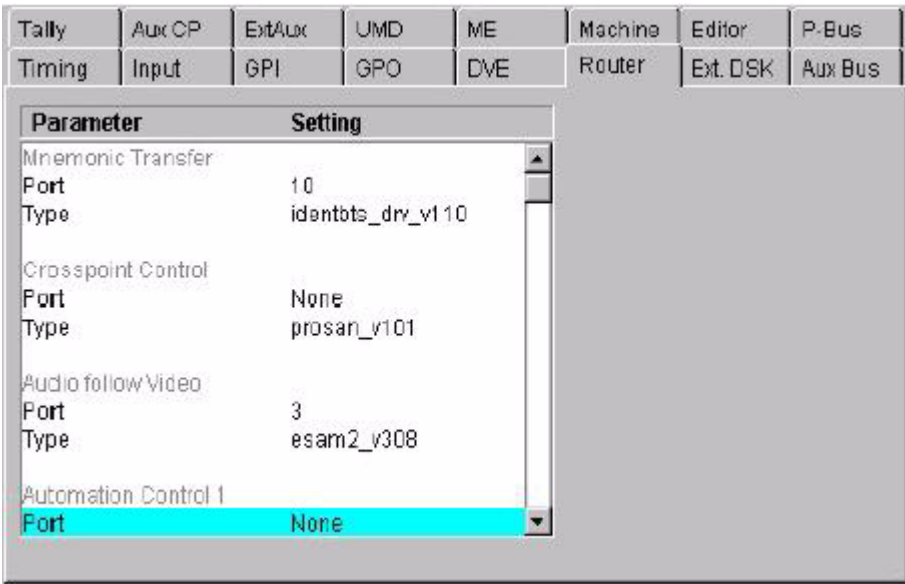 Tally Aux CP ExtAux UMD ME Machine Editor P-Bus
Timing Input GPI GPO DVE Router Ext. DSK Aux Bus
Parameter Setting
Mnemonic Transfer
Port 10
Type identbts_drv_v110
Crosspoint Control
Port None
Type prosan_v101
Audio follow Video
Port 3
Type esam2_v308
Automation Control 1
Port None